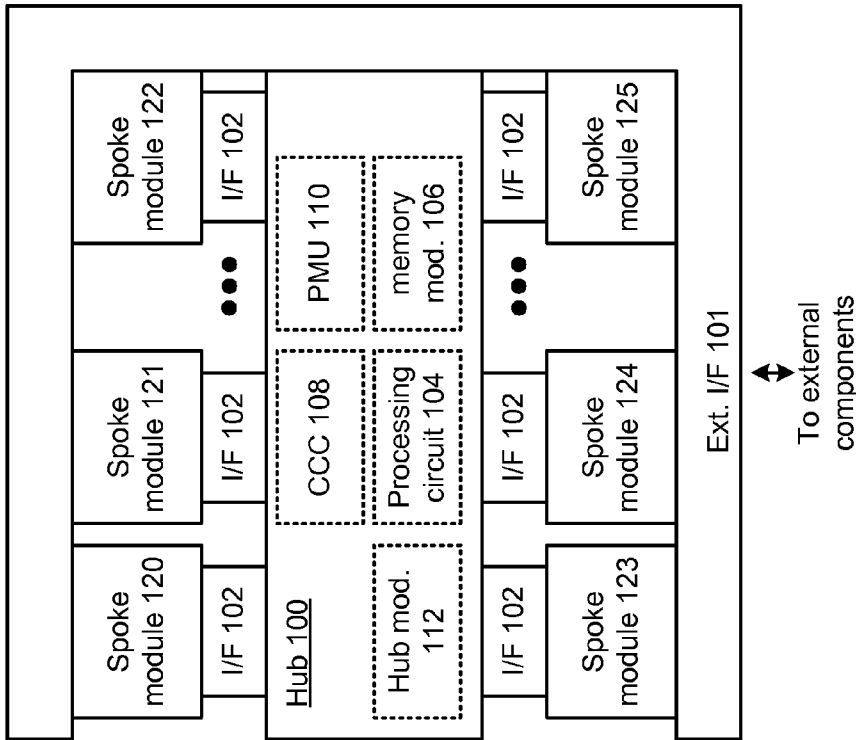 Spoke
module 120
Spoke
module 121
Spoke
module 122
I/F 102
I/F 102
I/F 102
Hub 100
CCC 108
PMU 110
Hub mod.
112
Processing
circuit 104
memory
mod. 106
I/F 102
I/F 102
I/F 102
Spoke
module 123
Spoke
module 124
Spoke
module 125
Ext. I/F 101
To external
components